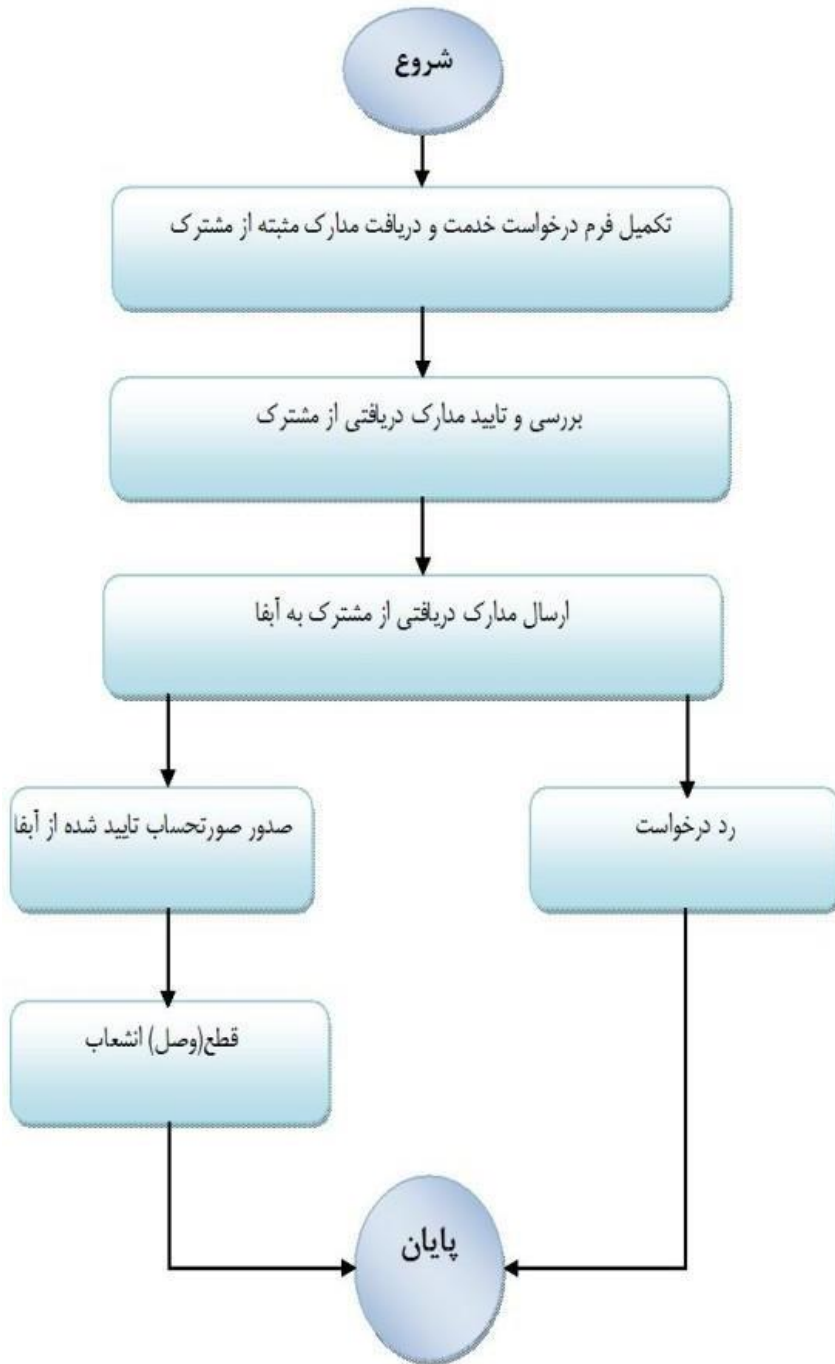 شروع
تکمیل فرم درخواست خدمت و دریافت مدارک مثبته از مشترک
بررسی و تایید مدارک دریافتی از مشترک
ارسال مدارک دریافتی از مشترک به آبفا
رد درخواست
صدور صورتحساب تایید شده از آبفا
قطع(وصل) انشعاب
پایان